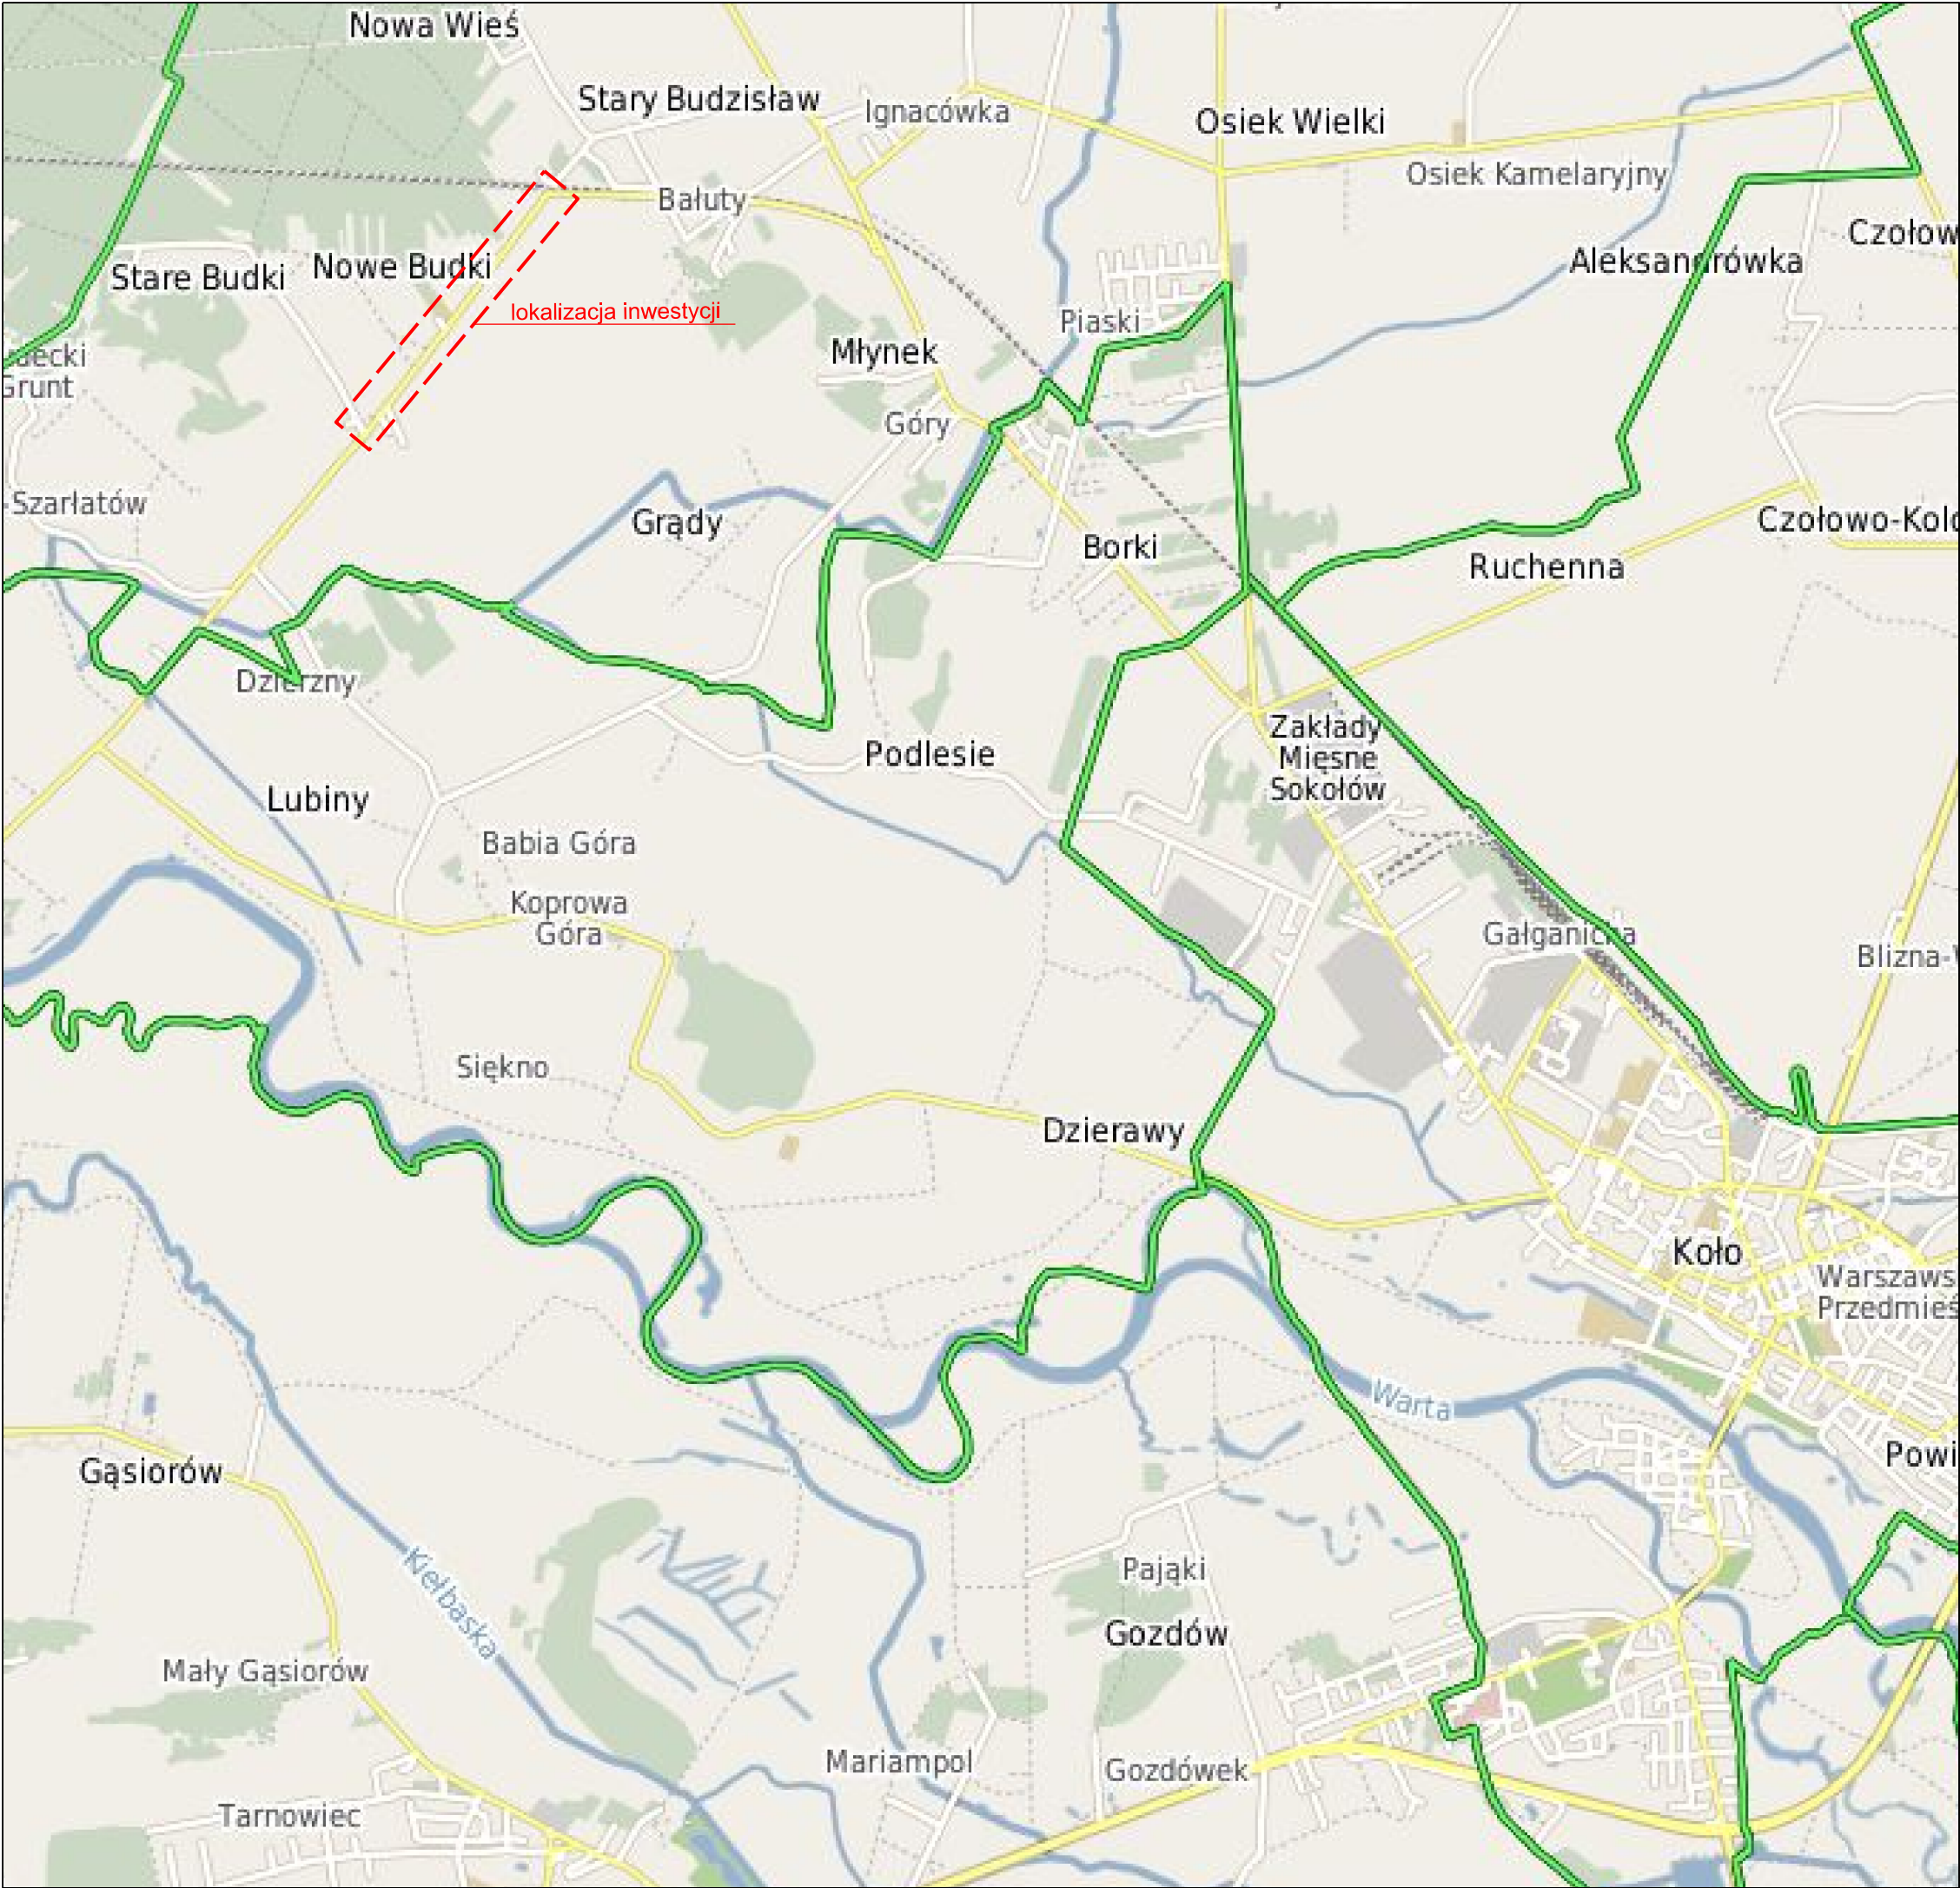 Nowa Wieś
Stary Budzisław
Ignacówka
Osiek Wielki
Osiek Kamelaryjny
Bałuty
Czołow
Stare Budki
Nowe Budki
Aleksandrówka
lokalizacja inwestycji
Piaski
Młynek
Grunt
Góry
-Szarłatów
Grądy
Czołowo-Kolo
Borki
Ruchenna
Dzierzny
Zakłady
Mięsne
Sokołów
Podlesie
Lubiny
Babia Góra
Koprowa
Góra
Gałganicha
Blizna-
Siękno
Dzierawy
Koło
Warszaws
Przedmieś
Warta
Powi
Gąsiorów
Kiełbaska
Pająki
Gozdów
Mały Gąsiorów
Mariampol
Gozdówek
Tarnowiec